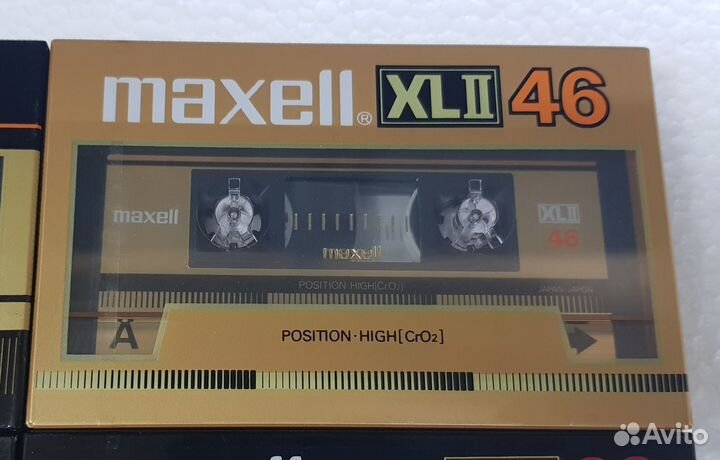 maxell® XLII 46
maxell XLII
46
maxell
POSITION HIGH(CrO2)
JAPAN·JAPON
A
POSITION·HIGH[CrO2]
Avito